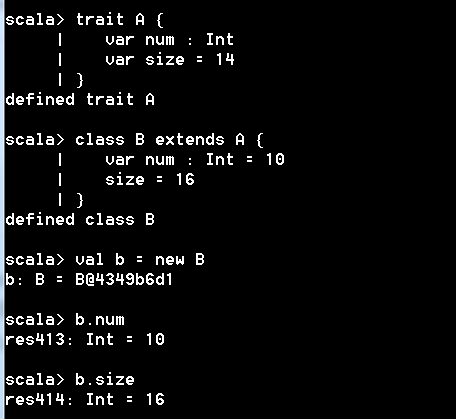 scala> trait A {
     |    var num : Int
     |    var size = 14
     | }
defined trait A
scala> class B extends A {
     |    var num : Int = 10
     |    size = 16
     | }
defined class B
scala> val b = new B
b: B = B@4349b6d1
scala> b.num
res413: Int = 10
scala> b.size
res414: Int = 16